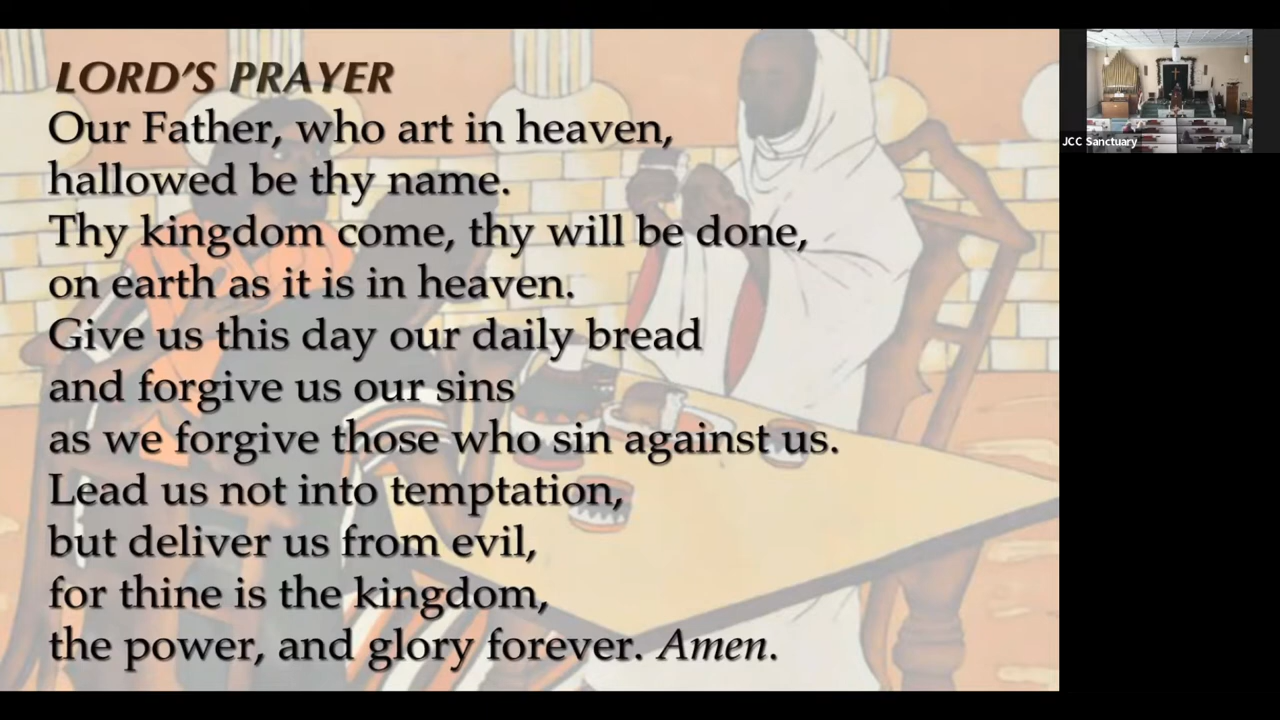 LORD'S PRAYER
Our Father, who art in heaven,
hallowed be thy name.
Thy kingdom come, thy will be done,
on earth as it is in heaven.
Give us this day our daily bread
and forgive us our sins
as we forgive those who sin against us.
Lead us not into temptation,
but deliver us from evil,
for thine is the kingdom,
the power, and glory forever. Amen.
JCC Sanctuary